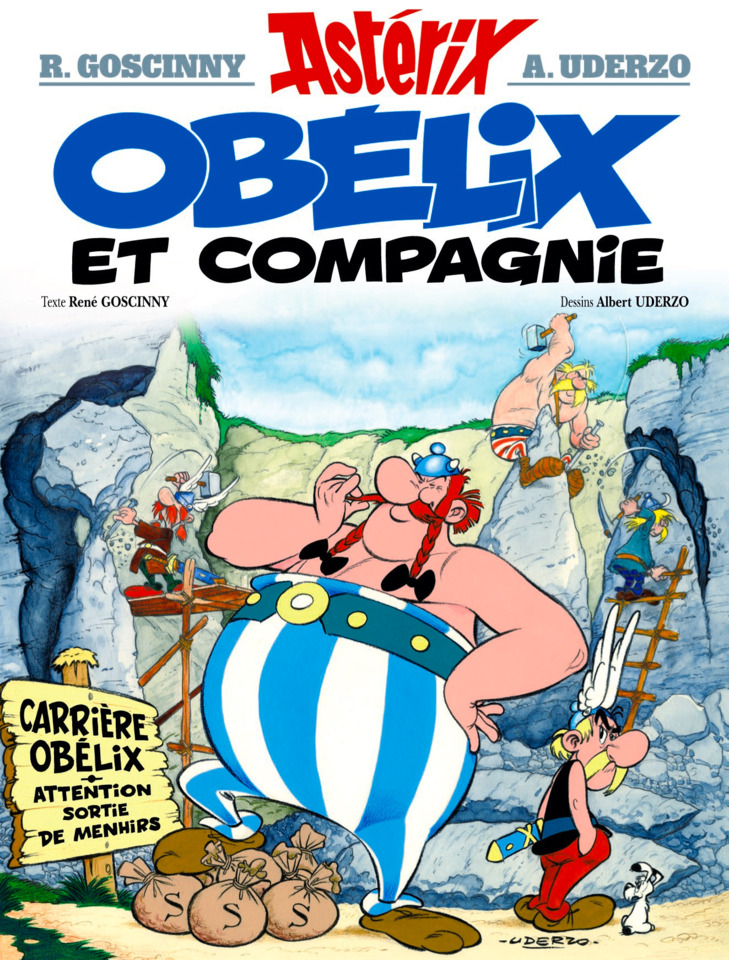 R. GOSCINNY
Astérix
A. UDERZO
OBÉLIX
ET COMPAGNIE
Texte René GOSCINNY
Dessins Albert UDERZO
CARRIÈRE
OBÉLIX
ATTENTION
SORTIE
DE MENHIRS
S
S
S
-UDERZO-